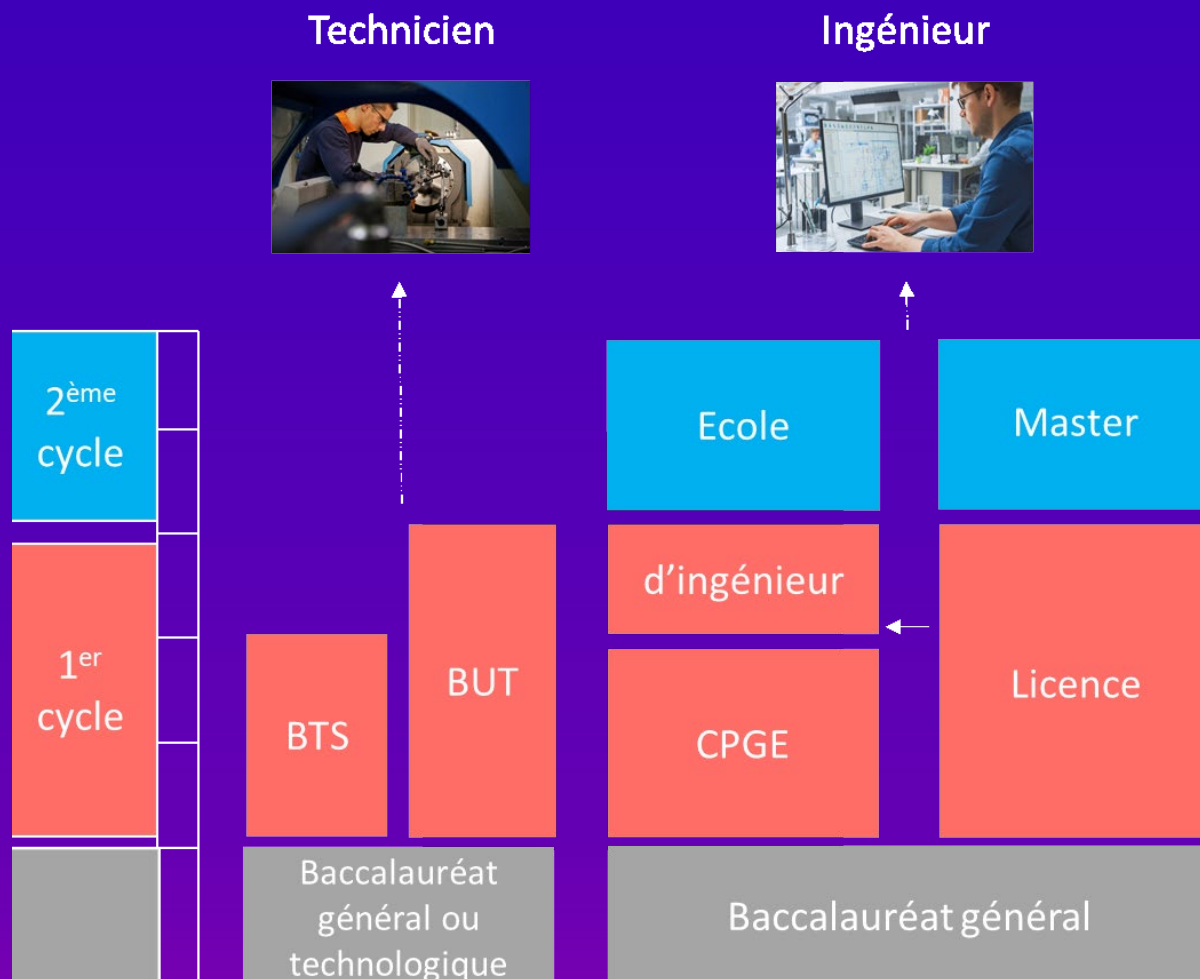 Technicien
Ingénieur
2ème
cycle
1er
cycle
BTS
BUT
Ecole
d'ingénieur
CPGE
Master
Licence
Baccalauréat
général ou
technologique
Baccalauréat général